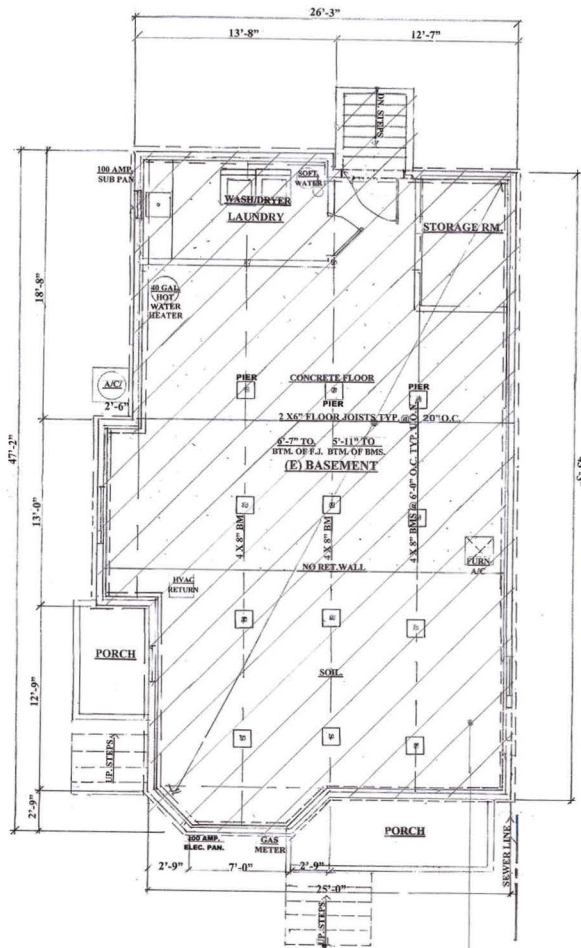 26'-3"
13'-8"
12'-7"
DN. STEPS
100 AMP.
SUB PAN
SOFT
WATER
WASH/DRYER
LAUNDRY
STORAGE RM.
18'-8"
40 GAL.
HOT
WATER
HEATER
A/C/
2'-6"
PIER
CONCRETE FLOOR
PIER
PIER
2 X6" FLOOR JOISTS TYP. @ 20"O.C.
6'-7" TO. 5'-11" TO
BTM. OF F.J. BTM. OF BMS.
(E) BASEMENT
47'-2"
13'-0"
4 X 8" BM
4 X 8" BM
4 X 8" BMS @ 6'-0" O.C. TYP. U.O.N.
FURN
A/C
NO RET.WALL
HVAC
RETURN
PORCH
SOIL
12'-9"
UP. STEPS
2'-9"
400 AMP.
ELEC. PAN.
GAS
METER
PORCH
SEWER LINE
2'-9"
7'-0"
2'-9"
25'-0"
UP. STEPS